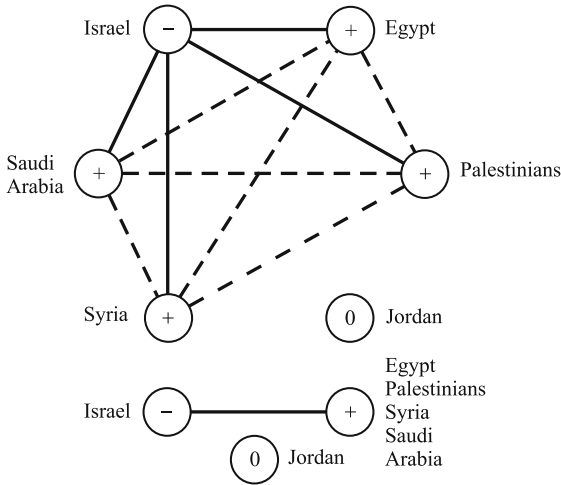 Israel − + Egypt
Saudi
Arabia + + Palestinians
Syria + 0 Jordan
Israel − +
Egypt
Palestinians
Syria
Saudi
Arabia
0 Jordan